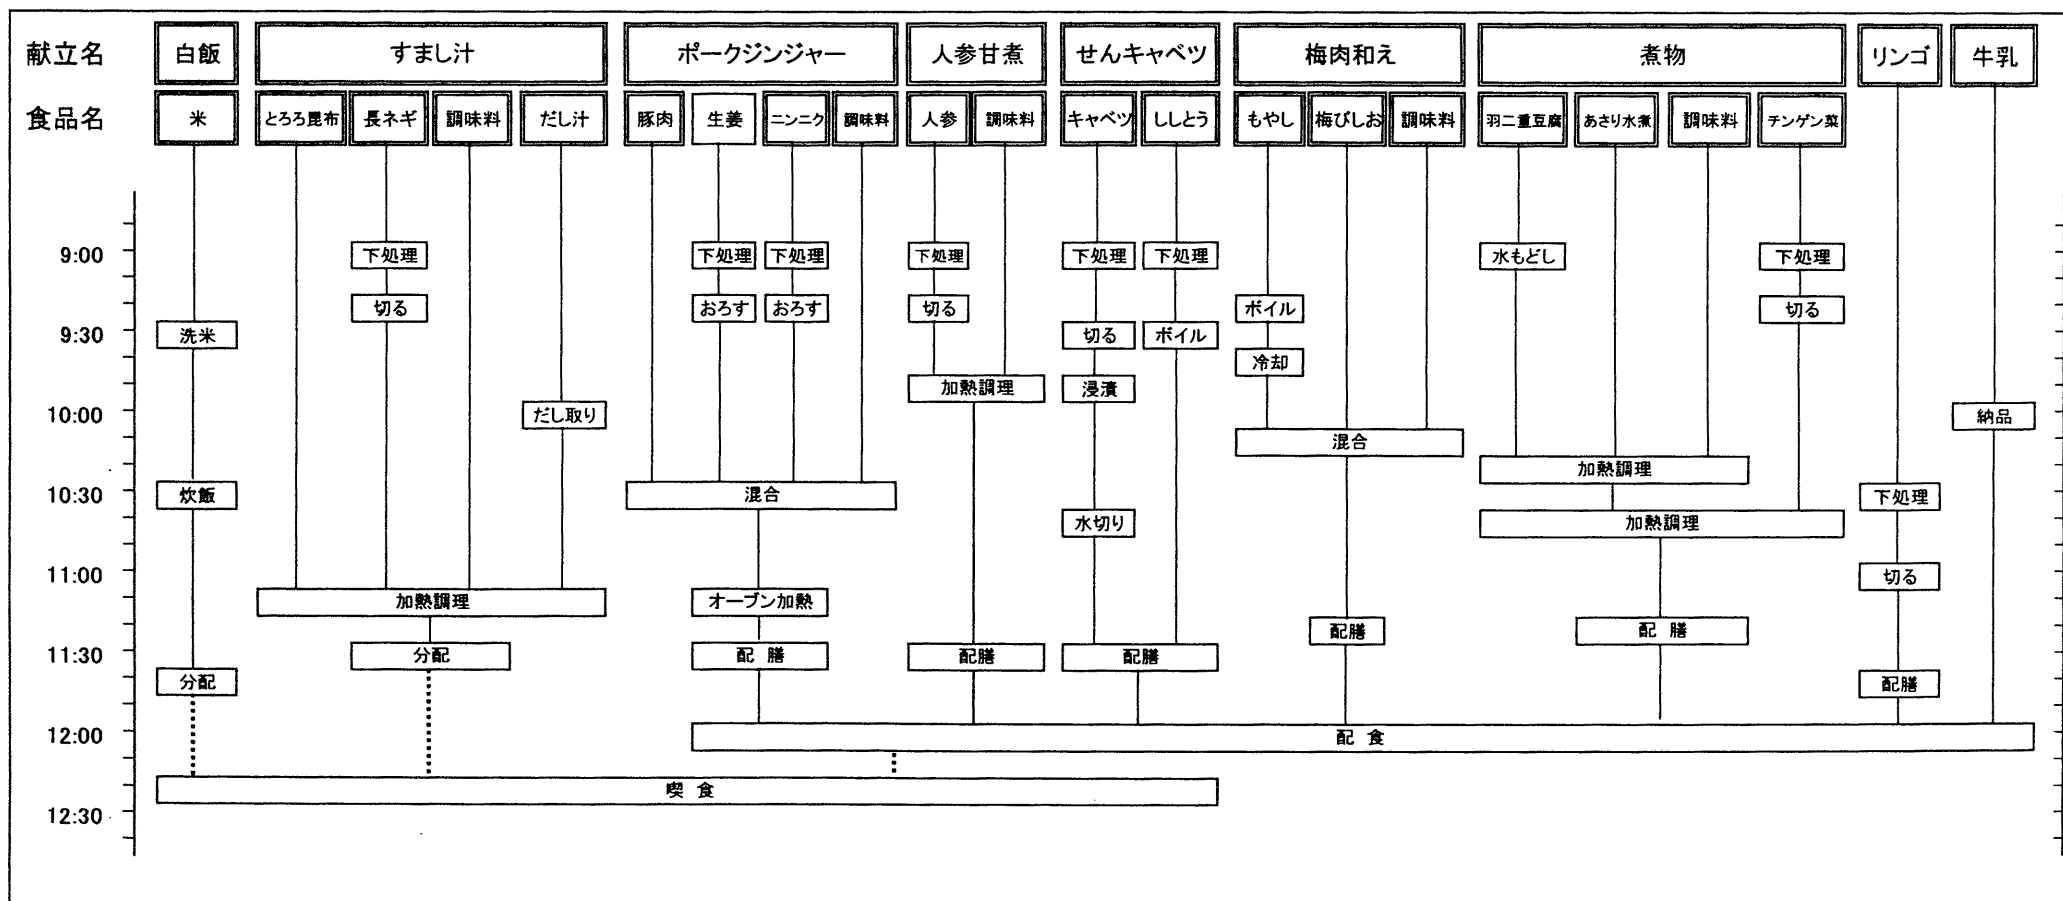 献立名 白飯 すまし汁 ポークジンジャー 人参甘煮 せんキャベツ 梅肉和え 煮物 リンゴ 牛乳
食品名 米 とろろ昆布 長ネギ 調味料 だし汁 豚肉 生姜 ニンニク 調味料 人参 調味料 キャベツ ししとう もやし 梅びしお 調味料 羽二重豆腐 あさり水煮 調味料 チンゲン菜
9:00 下処理 下処理 下処理 下処理 下処理 下処理 水もどし 下処理
切る おろす おろす 切る ボイル 切る
9:30 洗米 切る ボイル
冷却
加熱調理 浸漬
10:00 だし取り 納品
混合
加熱調理
10:30 炊飯 混合 下処理
水切り 加熱調理
11:00 切る
加熱調理 オーブン加熱
配膳 配 膳
11:30 分配 配 膳 配膳 配膳
分配 配膳
12:00 配 食
喫 食
12:30